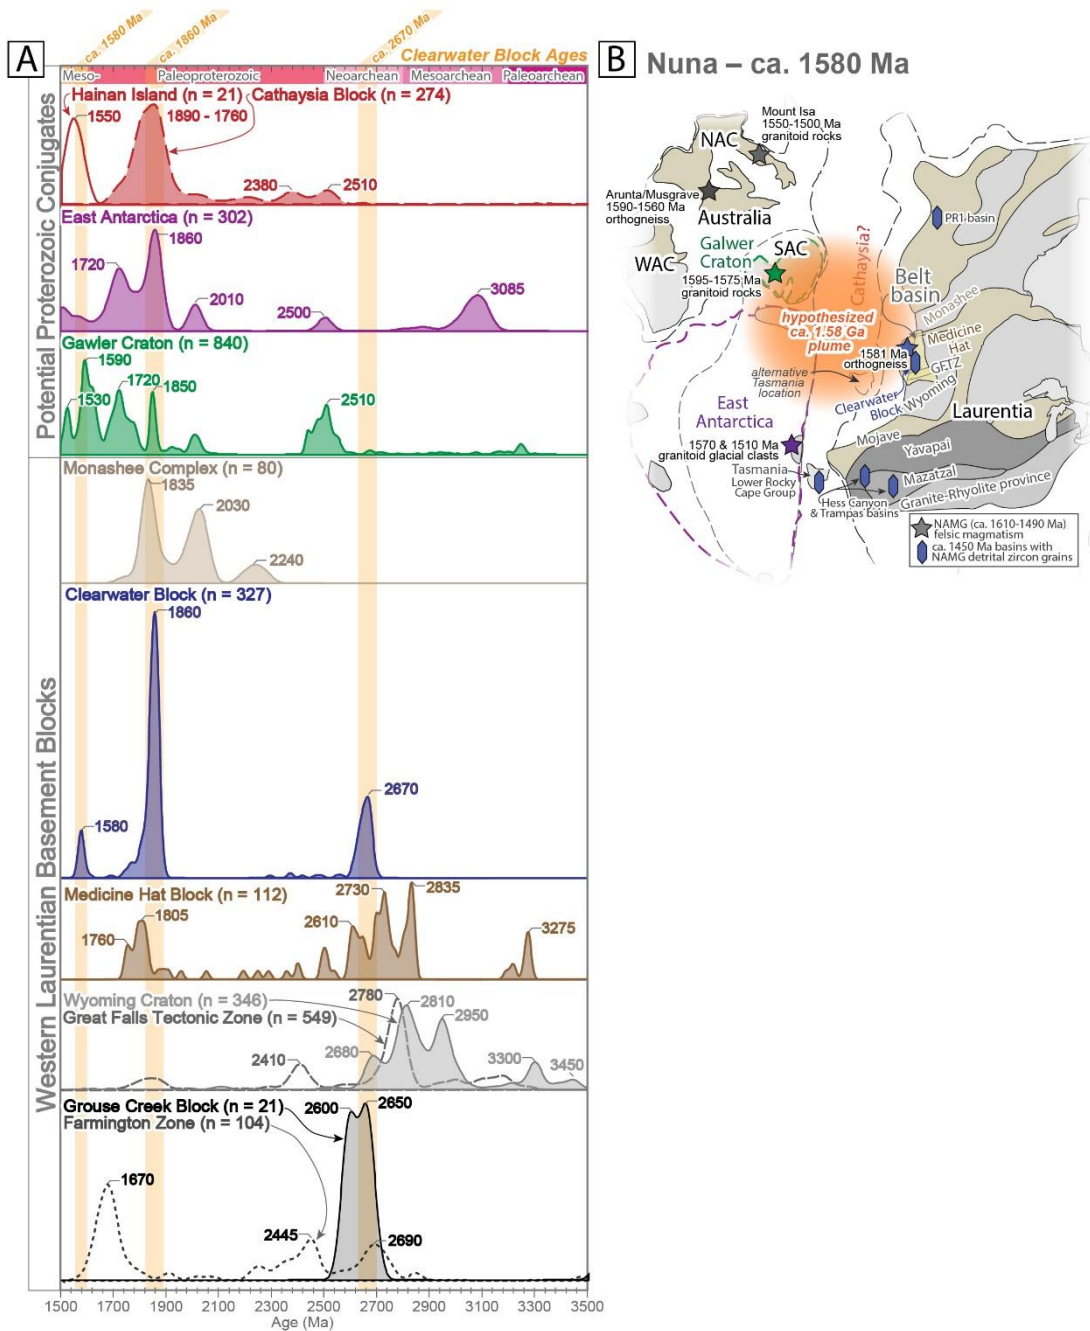 A
ca. 1580 Ma
ca. 1860 Ma
ca. 2670 Ma
Clearwater Block Ages
Meso-
Paleoproterozoic
Neoarchean
Mesoarchean
Paleoarchean
Potential Proterozoic Conjugates
Hainan Island (n = 21)
Cathaysia Block (n = 274)
1550
1890 - 1760
2380
2510
East Antarctica (n = 302)
1860
1720
2010
2500
3085
Gawler Craton (n = 840)
1590
1530
1720
1850
2510
Western Laurentian Basement Blocks
Monashee Complex (n = 80)
1835
2030
2240
Clearwater Block (n = 327)
1860
2670
1580
Medicine Hat Block (n = 112)
2730
2835
1805
2610
1760
3275
Wyoming Craton (n = 346)
Great Falls Tectonic Zone (n = 549)
2780
2810
2950
2680
2410
3300
3450
Grouse Creek Block (n = 21)
Farmington Zone (n = 104)
2600
2650
1670
2445
2690
1500
1700
1900
2100
2300
2500
2700
2900
3100
3300
3500
Age (Ma)
B
Nuna – ca. 1580 Ma
Mount Isa
1550-1500 Ma
granitoid rocks
NAC
Arunta/Musgrave
1590-1560 Ma
orthogneiss
Australia
PR1 basin
Galwer
Craton
SAC
WAC
1595-1575 Ma
granitoid rocks
Cathaysia?
Belt
basin
Monashee
hypothesized
ca. 1.58 Ga
plume
Medicine
Hat
1581 Ma
orthogneiss
GFTZ
alternative
Tasmania
location
Clearwater
Block
Wyoming
Laurentia
East
Antarctica
1570 & 1510 Ma
granitoid glacial clasts
Mojave
Yavapai
Tasmania
Lower Rocky
Cape Group
Mazatzal
Granite-Rhyolite province
Hess Canyon
& Trampas basins
NAMG (ca. 1610-1490 Ma)
felsic magmatism
ca. 1450 Ma basins with
NAMG detrital zircon grains